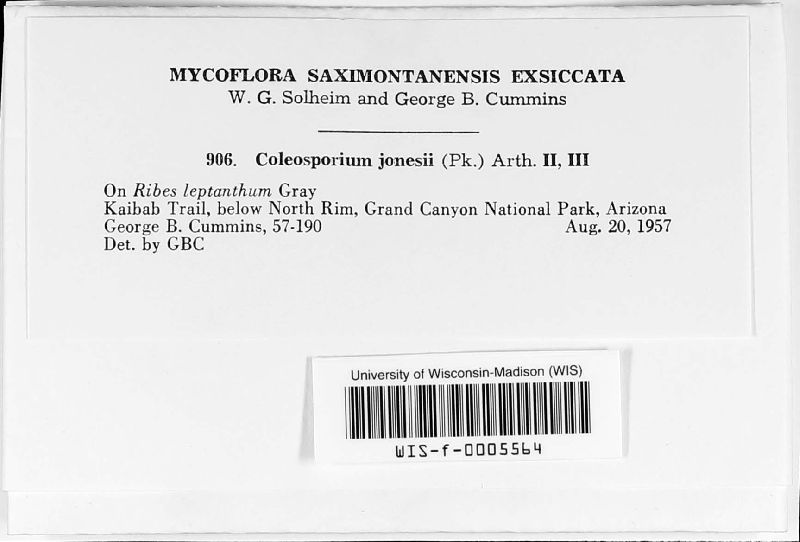 MYCOFLORA SAXIMONTANENSIS EXSICCATA
W. G. Solheim and George B. Cummins
906. Coleosporium jonesii (Pk.) Arth. II, III
On Ribes leptanthum Gray
Kaibab Trail, below North Rim, Grand Canyon National Park, Arizona
George B. Cummins, 57-190 Aug. 20, 1957
Det. by GBC
University of Wisconsin-Madison (WIS)
WIS-f-0005564